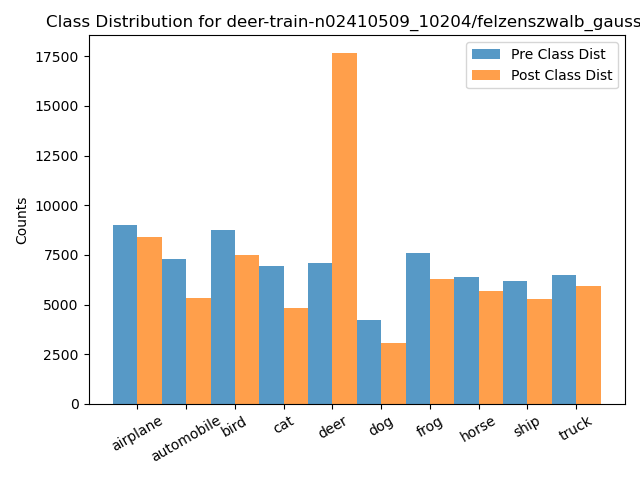 Class Distribution for deer-train-n02410509_10204/felzenszwalb_gauss
Pre Class Dist
Post Class Dist
Counts
17500
15000
12500
10000
7500
5000
2500
0
airplane
automobile
bird
cat
deer
dog
frog
horse
ship
truck